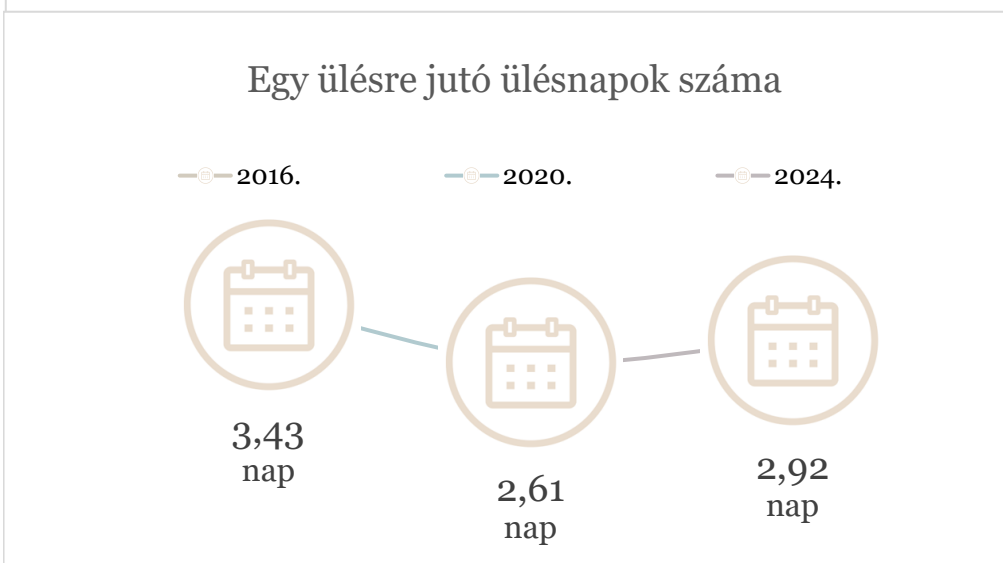 Egy ülésre jutó ülésnapok száma
2016.
2020.
2024.
3,43
nap
2,61
nap
2,92
nap